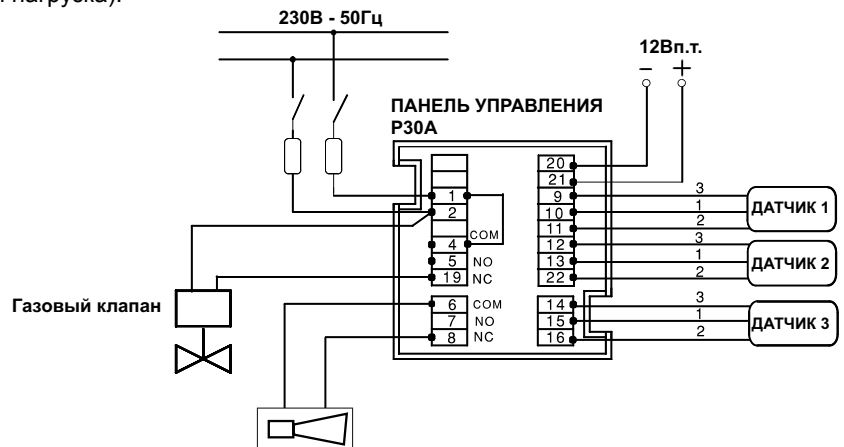 нагрузка).
230В - 50Гц
12Вп.т.
− +
ПАНЕЛЬ УПРАВЛЕНИЯ
P30A
1
2
COM
4
5 NO
19 NC
6 COM
7 NO
8 NC
20
21
9 3
10 1
11 2
12 3
13 1
22 2
14 3
15 1
16 2
ДАТЧИК 1
ДАТЧИК 2
ДАТЧИК 3
Газовый клапан